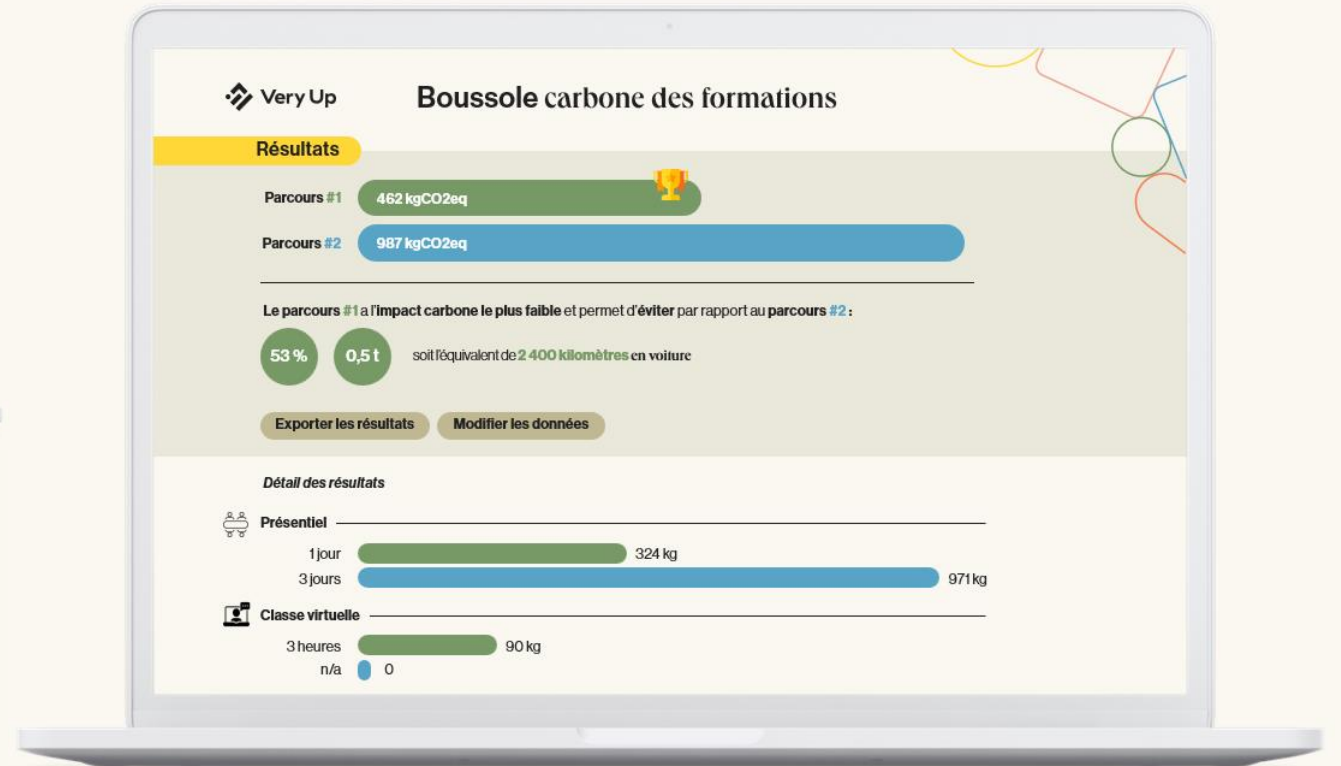 Very Up
Boussole carbone des formations
Résultats
Parcours #1 462 kgCO2eq
Parcours #2 987 kgCO2eq
Le parcours #1 a l'impact carbone le plus faible et permet d'éviter par rapport au parcours #2 :
53 % 0,5 t soit l'équivalent de 2 400 kilomètres en voiture
Exporter les résultats Modifier les données
Détail des résultats
Présentiel
1 jour 324 kg
3 jours 971 kg
Classe virtuelle
3 heures 90 kg
n/a 0